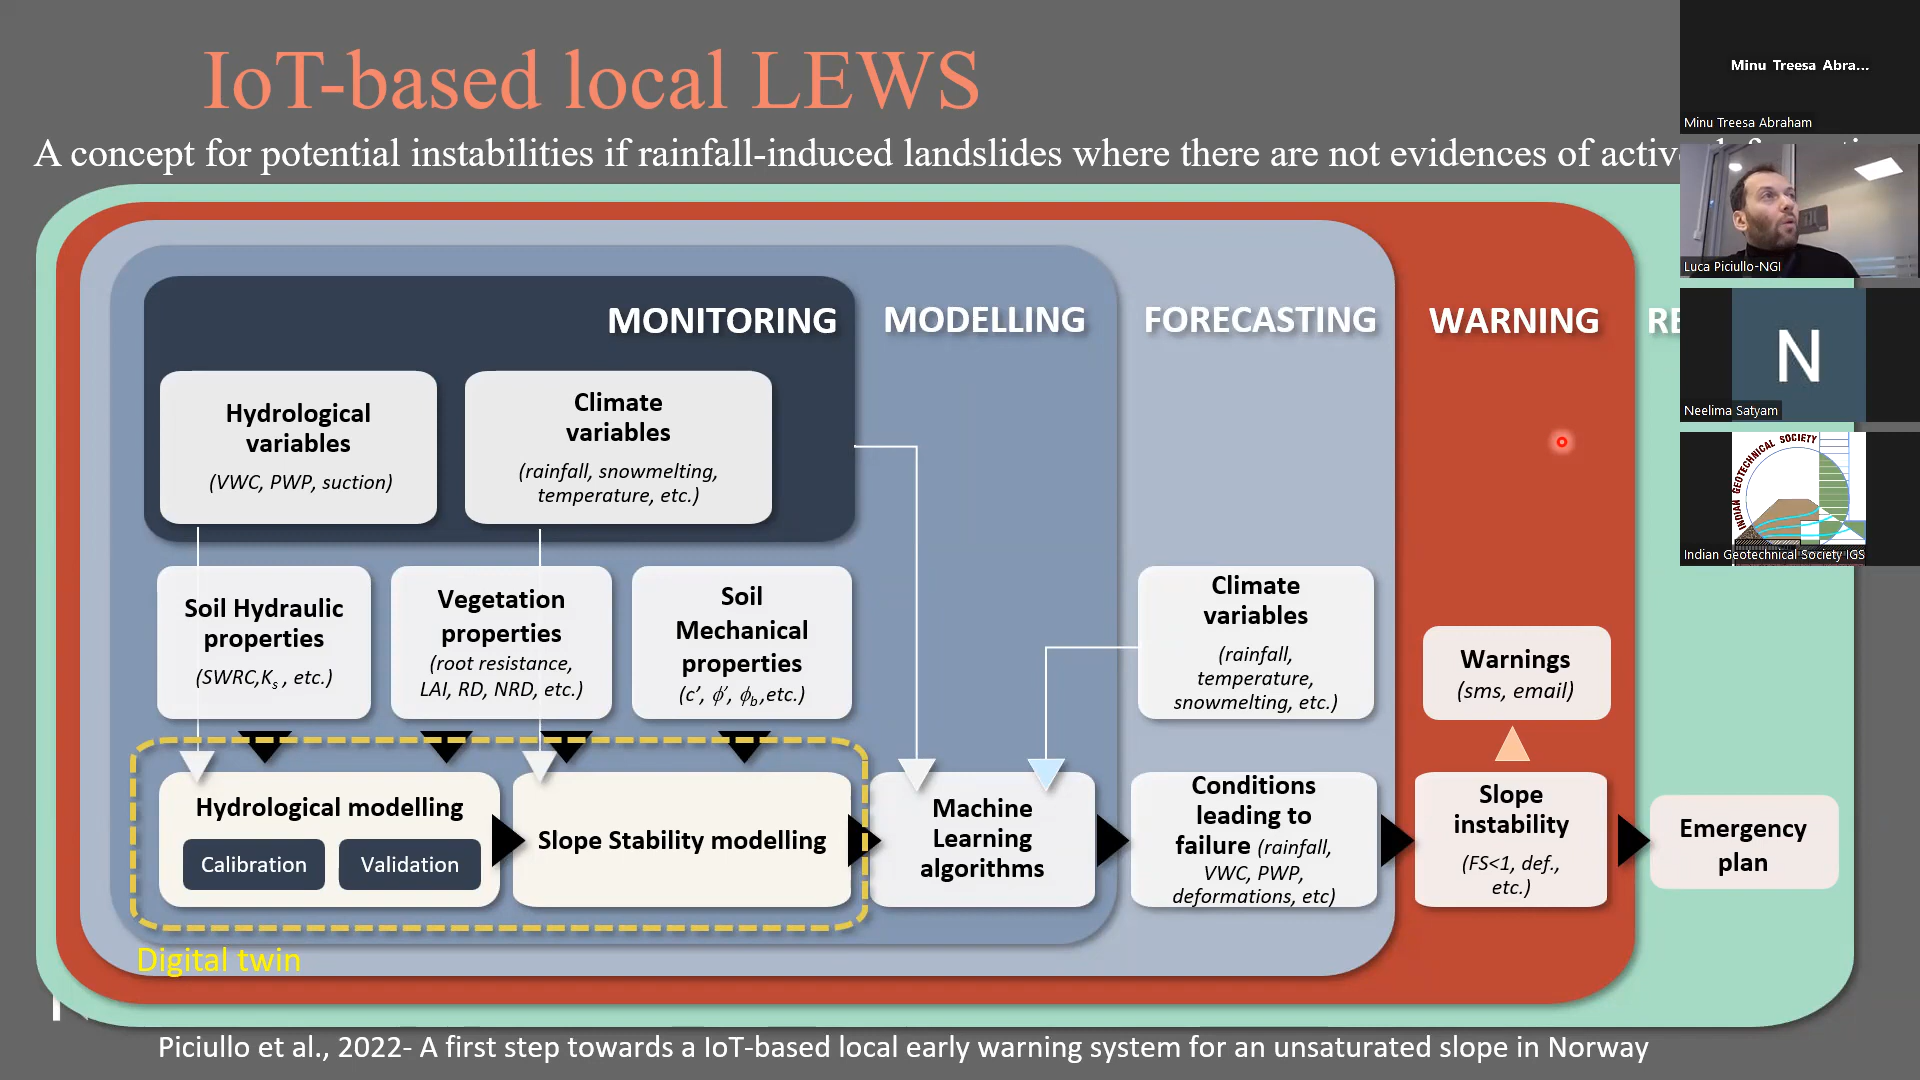 IoT-based local LEWS
A concept for potential instabilities if rainfall-induced landslides where there are not evidences of
MONITORING
MODELLING
FORECASTING
WARNING
Hydrological
variables
(VWC, PWP, suction)
Climate
variables
(rainfall, snowmelting,
temperature, etc.)
Soil Hydraulic
properties
(SWRC,Ks , etc.)
Vegetation
properties
(root resistance,
LAI, RD, NRD, etc.)
Soil
Mechanical
properties
(c’, ϕ’, ϕb,etc.)
Climate
variables
(rainfall,
temperature,
snowmelting, etc.)
Warnings
(sms, email)
Hydrological modelling
Calibration
Validation
Slope Stability modelling
Machine
Learning
algorithms
Conditions
leading to
failure (rainfall,
VWC, PWP,
deformations, etc)
Slope
instability
(FS<1, def.,
etc.)
Emergency
plan
Digital twin
Piciullo et al., 2022- A first step towards a IoT-based local early warning system for an unsaturated slope in Norway
Minu Treesa Abra...
Minu Treesa Abraham
Luca Piciullo-NGI
N
Neelima Satyam
INDIAN GEOTECHNICAL SOCIETY
Indian Geotechnical Society IGS